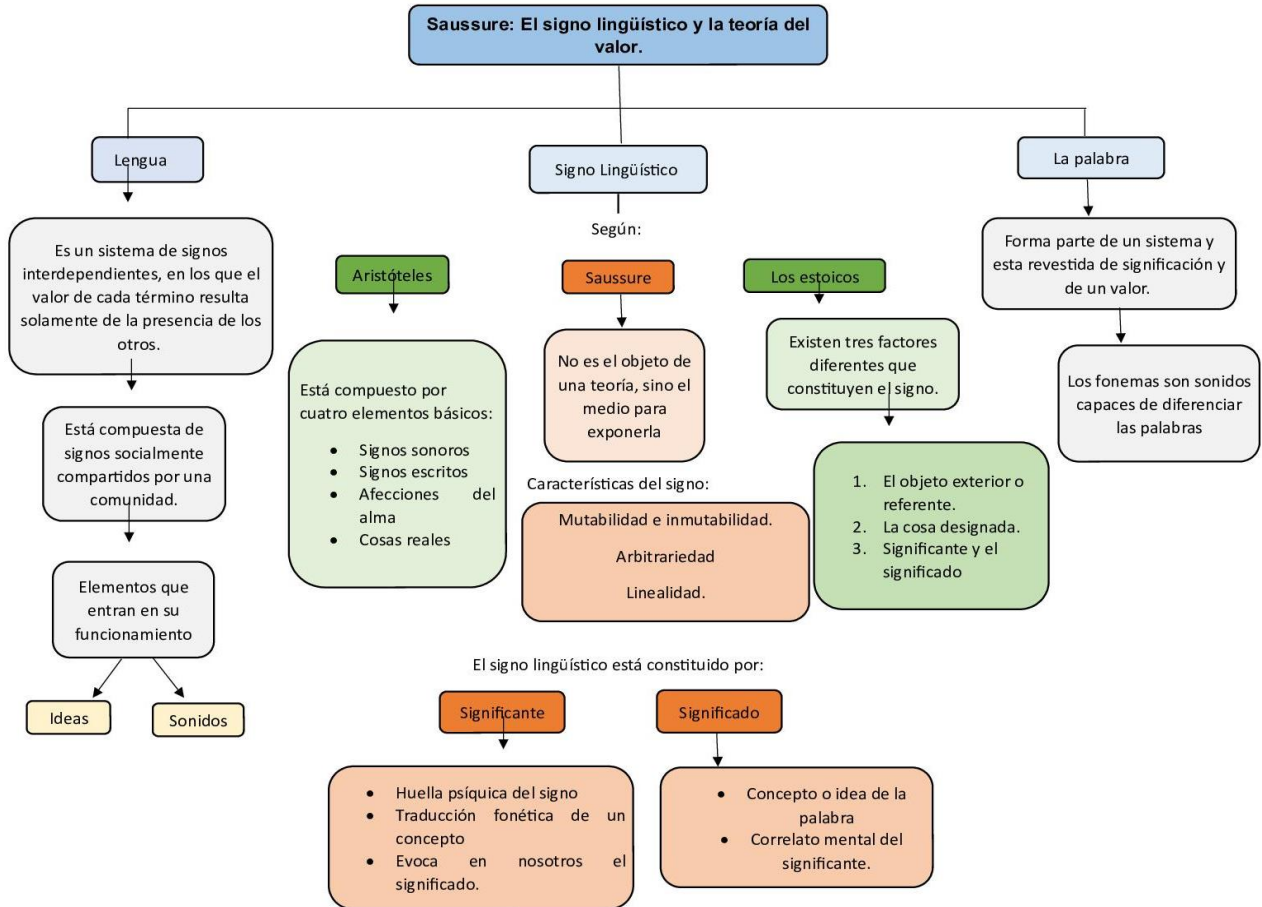 Saussure: El signo lingüístico y la teoría del
valor.
Lengua
Es un sistema de signos
interdependientes, en los que el
valor de cada término resulta
solamente de la presencia de los
otros.
Está compuesta de
signos socialmente
compartidos por una
comunidad.
Elementos que
entran en su
funcionamiento
Ideas
Sonidos
Signo Lingüístico
Según:
Aristóteles
Está compuesto por
cuatro elementos básicos:
• Signos sonoros
• Signos escritos
• Afecciones del
alma
• Cosas reales
Saussure
No es el objeto de
una teoría, sino el
medio para
exponerla
Características del signo:
Mutabilidad e inmutabilidad.
Arbitrariedad
Linealidad.
Los estoicos
Existen tres factores
diferentes que
constituyen el signo.
1. El objeto exterior o
referente.
2. La cosa designada.
3. Significante y el
significado
El signo lingüístico está constituido por:
Significante
• Huella psíquica del signo
• Traducción fonética de un
concepto
• Evoca en nosotros el
significado.
Significado
• Concepto o idea de la
palabra
• Correlato mental del
significante.
La palabra
Forma parte de un sistema y
esta revestida de significación y
de un valor.
Los fonemas son sonidos
capaces de diferenciar
las palabras